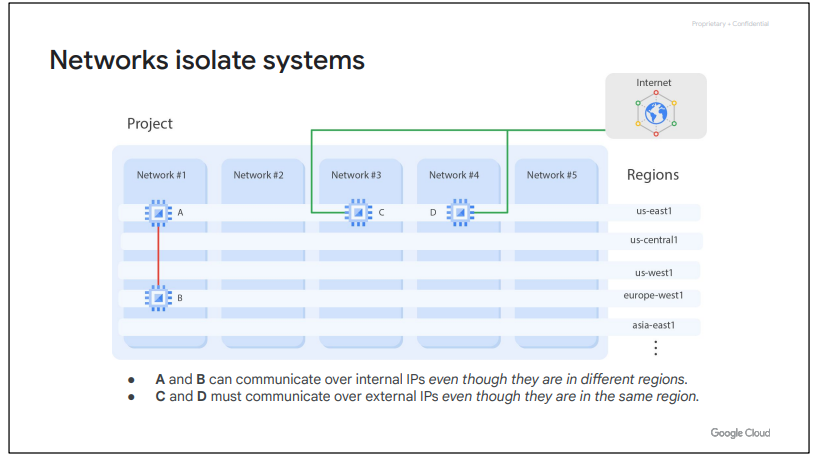 Proprietary + Confidential
Networks isolate systems
Internet
Project
Network #1
Network #2
Network #3
Network #4
Network #5
Regions
A
C
D
us-east1
us-central1
us-west1
B
europe-west1
asia-east1
● A and B can communicate over internal IPs even though they are in different regions.
● C and D must communicate over external IPs even though they are in the same region.
Google Cloud